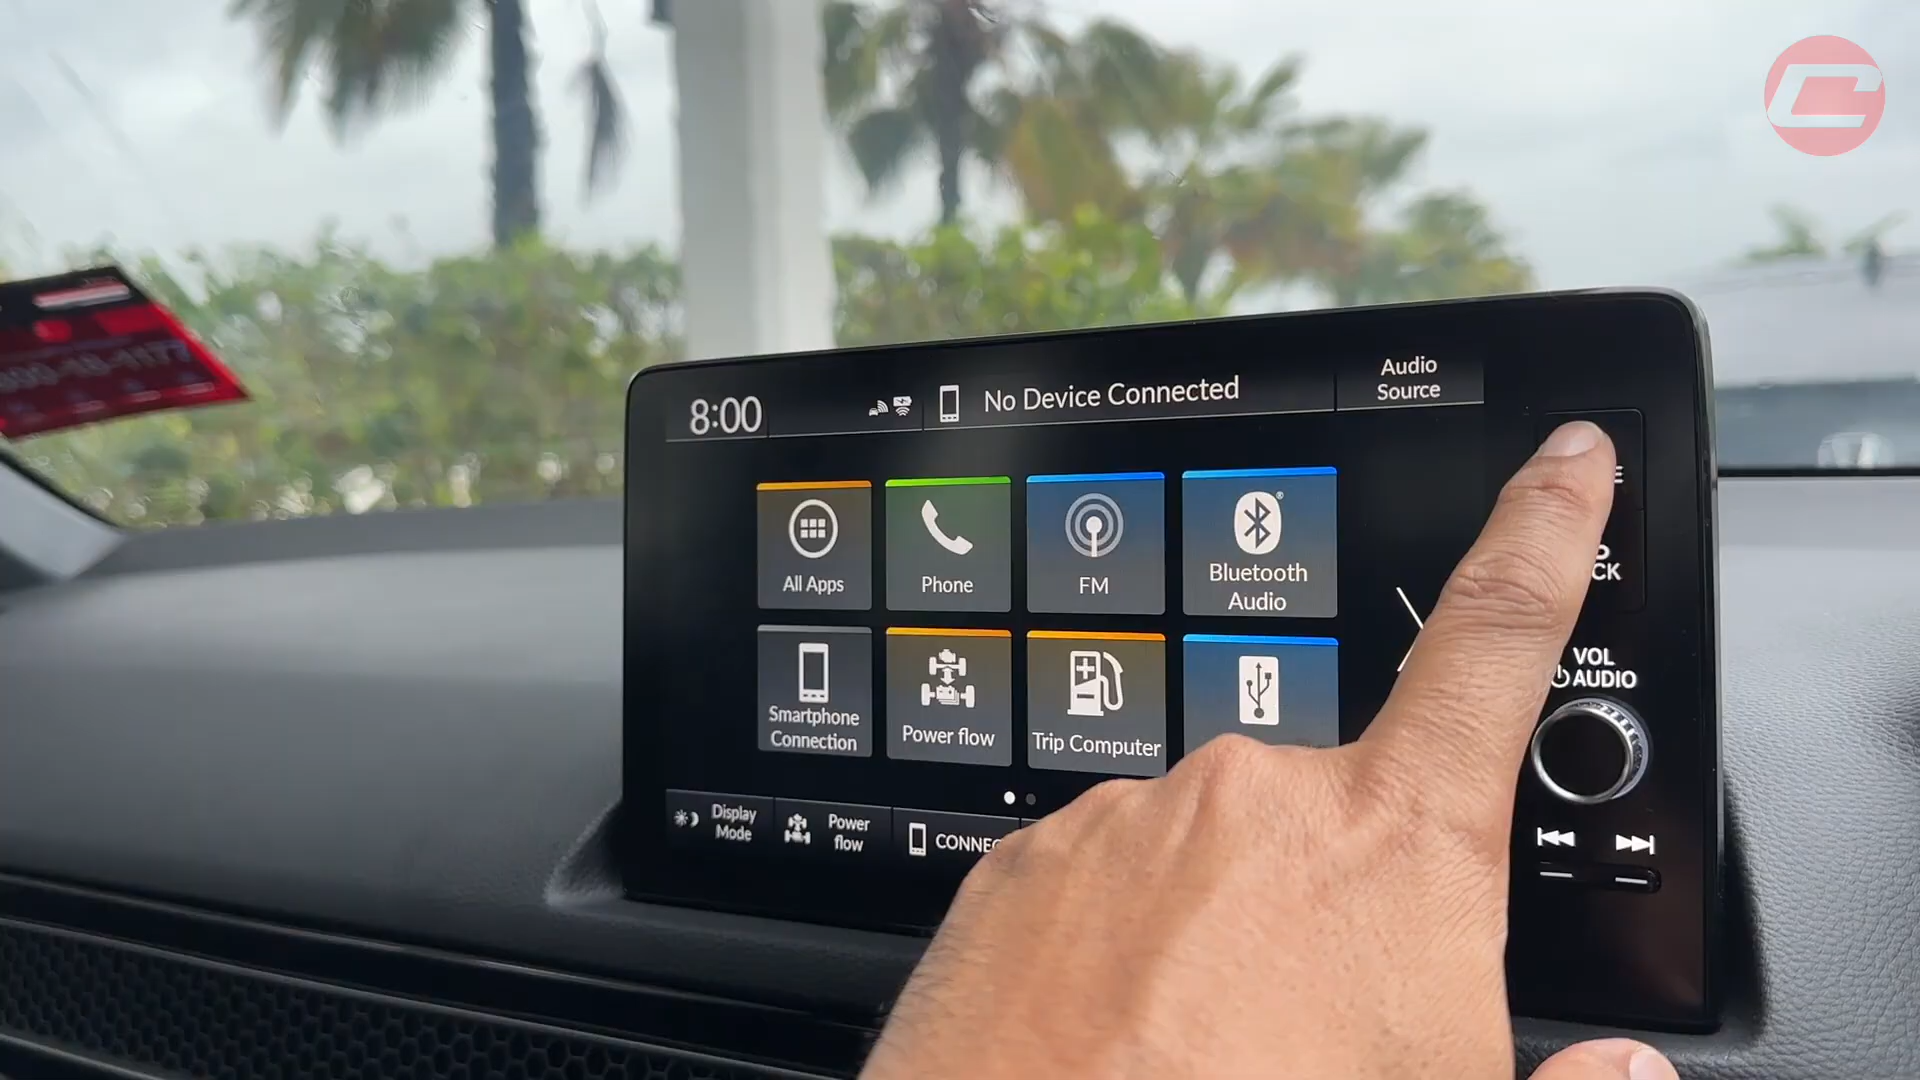 8:00
No Device Connected
Audio
Source
All Apps
Phone
FM
Bluetooth
Audio
Smartphone
Connection
Power flow
Trip Computer
VOL
AUDIO
Display
Mode
Power
flow